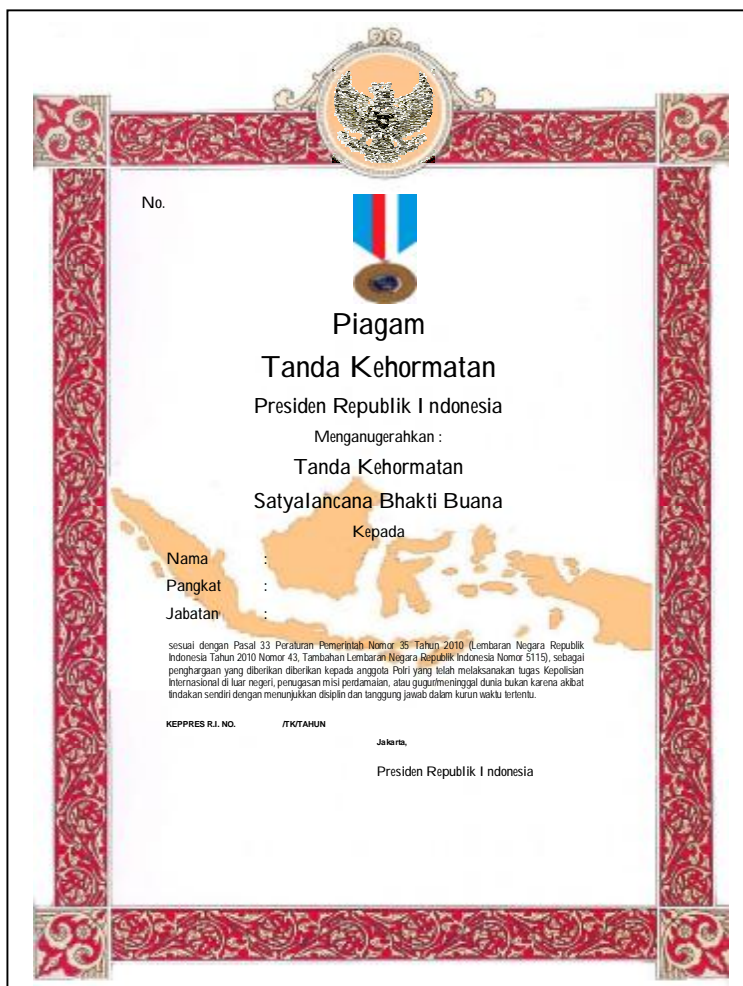 No.
Piagam
Tanda Kehormatan
Presiden Republik Indonesia
Menganugerahkan :
Tanda Kehormatan
Satyalancana Bhakti Buana
Kepada
Nama :
Pangkat :
Jabatan :
sesuai dengan Pasal 33 Peraturan Pemerintah Nomor 35 Tahun 2010 (Lembaran Negara Republik
Indonesia Tahun 2010 Nomor 43, Tambahan Lembaran Negara Republik Indonesia Nomor 5115), sebagai
penghargaan yang diberikan diberikan kepada anggota Polri yang telah melaksanakan tugas Kepolisian
Internasional di luar negeri, penugasan misi perdamaian, atau gugur/meninggal dunia bukan karena akibat
tindakan sendiri dengan menunjukkan disiplin dan tanggung jawab dalam kurun waktu tertentu.
KEPPRES R.I. NO. /TK/TAHUN
Jakarta,
Presiden Republik Indonesia